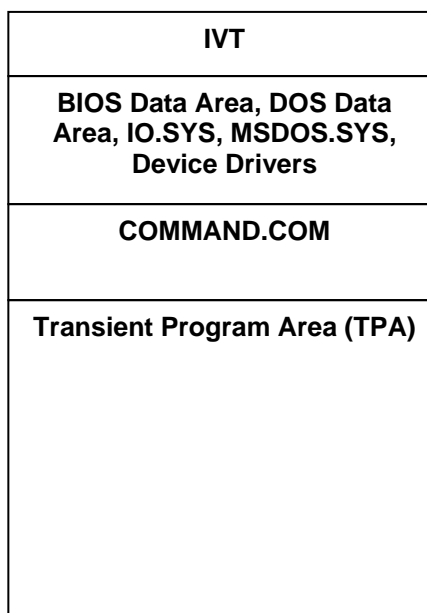 IVT
BIOS Data Area, DOS Data
Area, IO.SYS, MSDOS.SYS,
Device Drivers
COMMAND.COM
Transient Program Area (TPA)